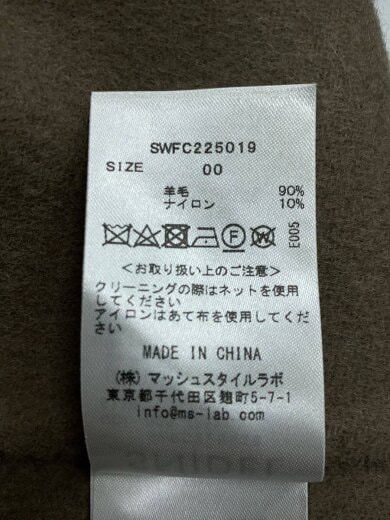 SWFC225019
SIZE 00
羊毛 90%
ナイロン 10%
F W
E005
<お取り扱い上のご注意>
クリーニングの際はネットを使用
してください
アイロンはあて布を使用してくだ
さい
MADE IN CHINA
(株) マッシュスタイルラボ
東京都千代田区麹町5-7-1
info@ms-lab.com